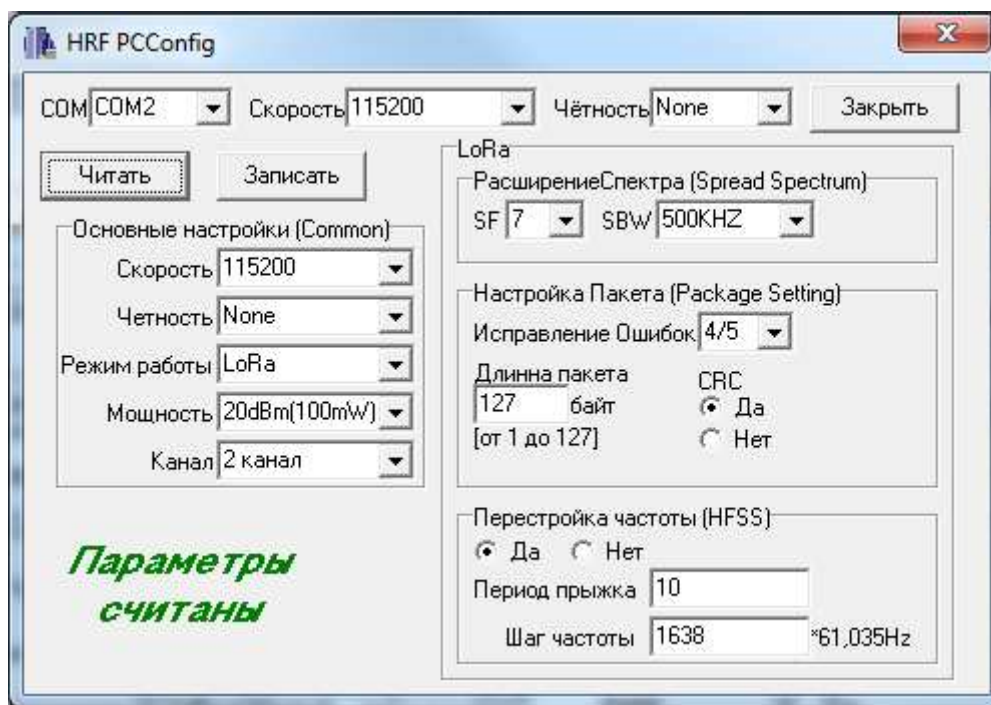 HRF PCConfig
COM COM2 Скорость 115200 Чётность None Закрыть
Читать Записать
Основные настройки (Common)
Скорость 115200
Четность None
Режим работы LoRa
Мощность 20dBm(100mW)
Канал 2 канал
Параметры
считаны
LoRa
РасширениеСпектра (Spread Spectrum)
SF 7 SBW 500KHZ
Настройка Пакета (Package Setting)
Исправление Ошибок 4/5
Длинна пакета
127 байт
[от 1 до 127]
CRC
Да
Нет
Перестройка частоты (HFSS)
Да Нет
Период прыжка 10
Шаг частоты 1638 *61,035Hz